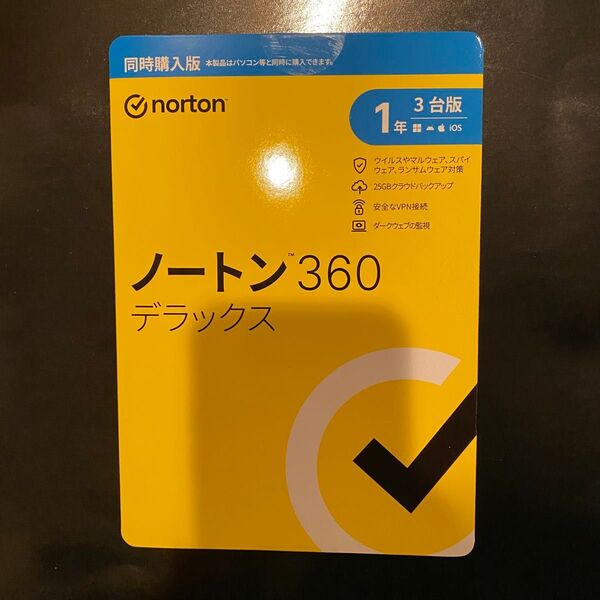 同時購入版 本製品はパソコン等と同時に購入できます。
norton™
1年
3台版
iOS
ウイルスやマルウェア、スパイ
ウェア、ランサムウェア対策
25GBクラウドバックアップ
安全なVPN接続
ダークウェブの監視
ノートン™ 360
デラックス